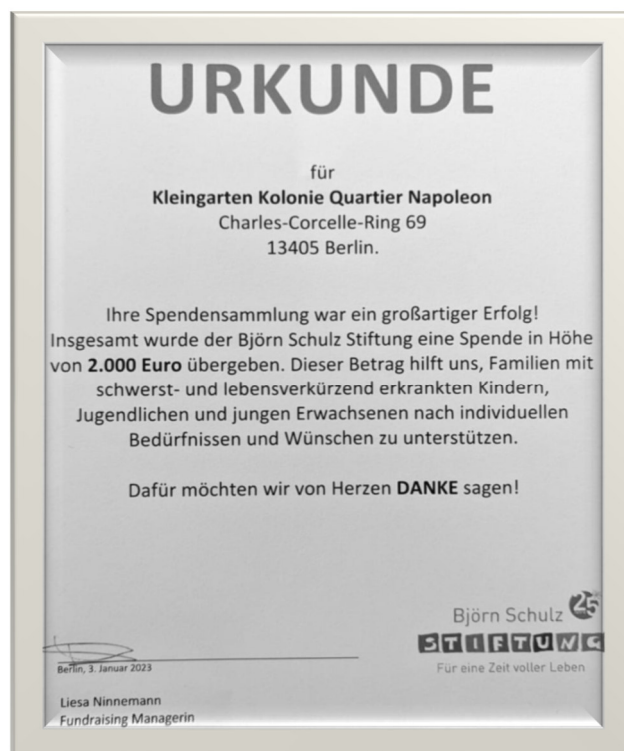 URKUNDE
für
Kleingarten Kolonie Quartier Napoleon
Charles-Corcelle-Ring 69
13405 Berlin.
Ihre Spendensammlung war ein großartiger Erfolg!
Insgesamt wurde der Björn Schulz Stiftung eine Spende in Höhe
von 2.000 Euro übergeben. Dieser Betrag hilft uns, Familien mit
schwerst- und lebensverkürzend erkrankten Kindern,
Jugendlichen und jungen Erwachsenen nach individuellen
Bedürfnissen und Wünschen zu unterstützen.
Dafür möchten wir von Herzen DANKE sagen!
Björn Schulz 25
STIFTUNG
Für eine Zeit voller Leben
Berlin, 3. Januar 2023
Liesa Ninnemann
Fundraising Managerin